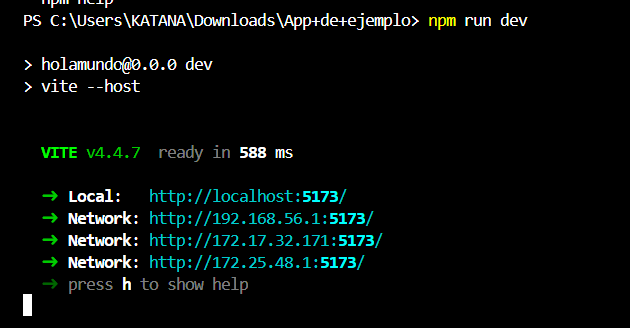 npm help
PS C:\Users\KATANA\Downloads\App+de+ejemplo> npm run dev
> holamundo@0.0.0 dev
> vite --host
VITE v4.4.7 ready in 588 ms
➜ Local: http://localhost:5173/
➜ Network: http://192.168.56.1:5173/
➜ Network: http://172.17.32.171:5173/
➜ Network: http://172.25.48.1:5173/
➜ press h to show help